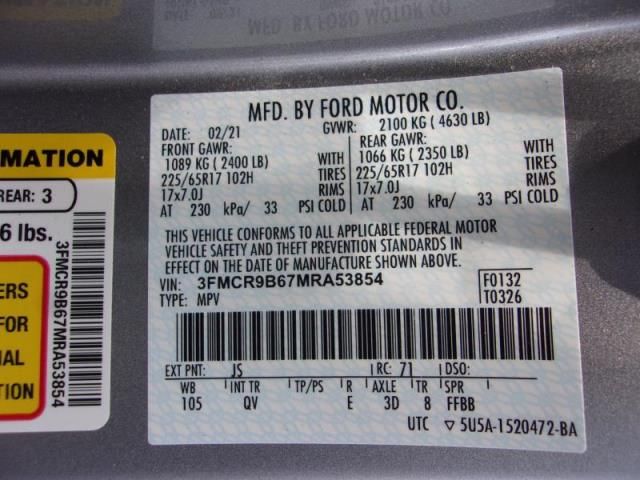 MFD. BY FORD MOTOR CO.
DATE: 02/21 GVWR: 2100 KG ( 4630 LB)
FRONT GAWR: REAR GAWR:
1089 KG ( 2400 LB) WITH 1066 KG ( 2350 LB) WITH
225/65R17 102H TIRES 225/65R17 102H TIRES
17x7.0J RIMS 17x7.0J RIMS
AT 230 kPa/ 33 PSI COLD AT 230 kPa/ 33 PSI COLD
THIS VEHICLE CONFORMS TO ALL APPLICABLE FEDERAL MOTOR
VEHICLE SAFETY AND THEFT PREVENTION STANDARDS IN
EFFECT ON THE DATE OF MANUFACTURE SHOWN ABOVE.
VIN: 3FMCR9B67MRA53854 F0132
TYPE: MPV T0326
EXT PNT: JS RC: 71 DSO:
WB INT TR TP/PS R AXLE TR SPR
105 QV E 3D 8 FFBB
UTC ▽ 5U5A-1520472-BA
RMATION
REAR: 3
6 lbs.
ERS
FOR
IAL
ATION
3FMCR9B67MRA53854